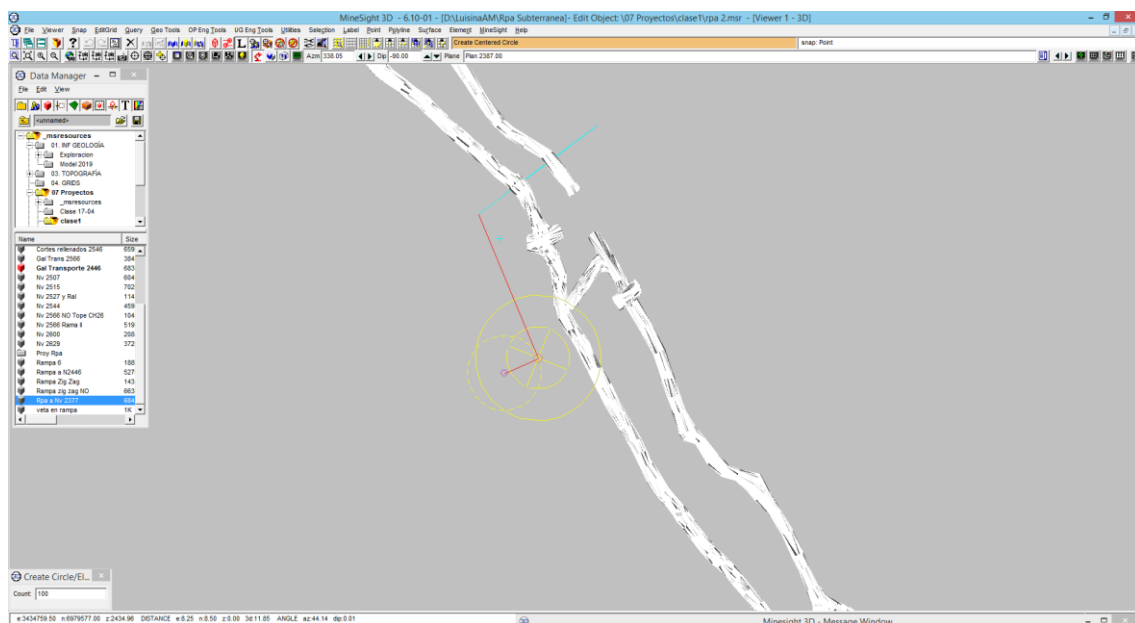 MineSight 3D - 6.10-01 - [D:\LuisinaAM\Rpa Subterranea]- Edit Object: \07 Proyectos\clase1\rpa 2.msr - [Viewer 1 - 3D]
File Viewer Snap EditGrid Query Geo Tools OP Eng Tools UG Eng Tools Utilities Selection Label Point Polyline Surface Element MineSight Help
Create Centered Circle
snap: Point
Azm 338.05 Dip -90.00 Plane Plan 2387.00
Data Manager
File Edit View
<unnamed>
_msresources
01. INF GEOLOGÍA
Exploracion
Model 2019
03. TOPOGRAFÍA
04. GRIDS
07 Proyectos
_msresources
Clase 17-04
clase1
Name Size
Cortes rellenados 2546 659
Gal Trans 2566 384
Gal Transporte 2446 683
Nv 2507 604
Nv 2515 702
Nv 2527 y Ral 114
Nv 2544 459
Nv 2566 NO Tope CH26 104
Nv 2566 Rama II 519
Nv 2600 208
Nv 2629 372
Proy Rpa
Rampa 6 188
Rampa a N2446 527
Rampa Zig Zag 143
Rampa zig zag NO 663
Rpa a Nv 2377 684
veta en rampa 1K
Create Circle/El...
Count 100
e:3434759.50 n:6979577.00 z:2434.96 DISTANCE e:8.25 n:8.50 z:0.00 3d:11.85 ANGLE az:44.14 dip:0.01
Minesight 3D - Message Window